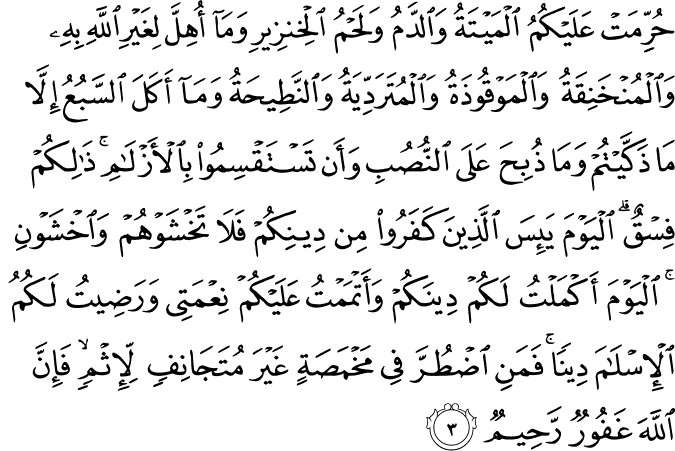 حُرِّمَتْ عَلَيْكُمُ ٱلْمَيْتَةُ وَٱلدَّمُ وَلَحْمُ ٱلْخِنزِيرِ وَمَآ أُهِلَّ لِغَيْرِ ٱللَّهِ بِهِۦ
وَٱلْمُنْخَنِقَةُ وَٱلْمَوْقُوذَةُ وَٱلْمُتَرَدِّيَةُ وَٱلنَّطِيحَةُ وَمَآ أَكَلَ ٱلسَّبُعُ إِلَّا
مَا ذَكَّيْتُمْ وَمَا ذُبِحَ عَلَى ٱلنُّصُبِ وَأَن تَسْتَقْسِمُوا۟ بِٱلْأَزْلَـٰمِ ۚ ذَٰلِكُمْ
فِسْقٌ ۗ ٱلْيَوْمَ يَئِسَ ٱلَّذِينَ كَفَرُوا۟ مِن دِينِكُمْ فَلَا تَخْشَوْهُمْ وَٱخْشَوْنِ
ۚ ٱلْيَوْمَ أَكْمَلْتُ لَكُمْ دِينَكُمْ وَأَتْمَمْتُ عَلَيْكُمْ نِعْمَتِى وَرَضِيتُ لَكُمُ
ٱلْإِسْلَـٰمَ دِينًا ۚ فَمَنِ ٱضْطُرَّ فِى مَخْمَصَةٍ غَيْرَ مُتَجَانِفٍ لِّإِثْمٍ ۙ فَإِنَّ
ٱللَّهَ غَفُورٌ رَّحِيمٌ ٣